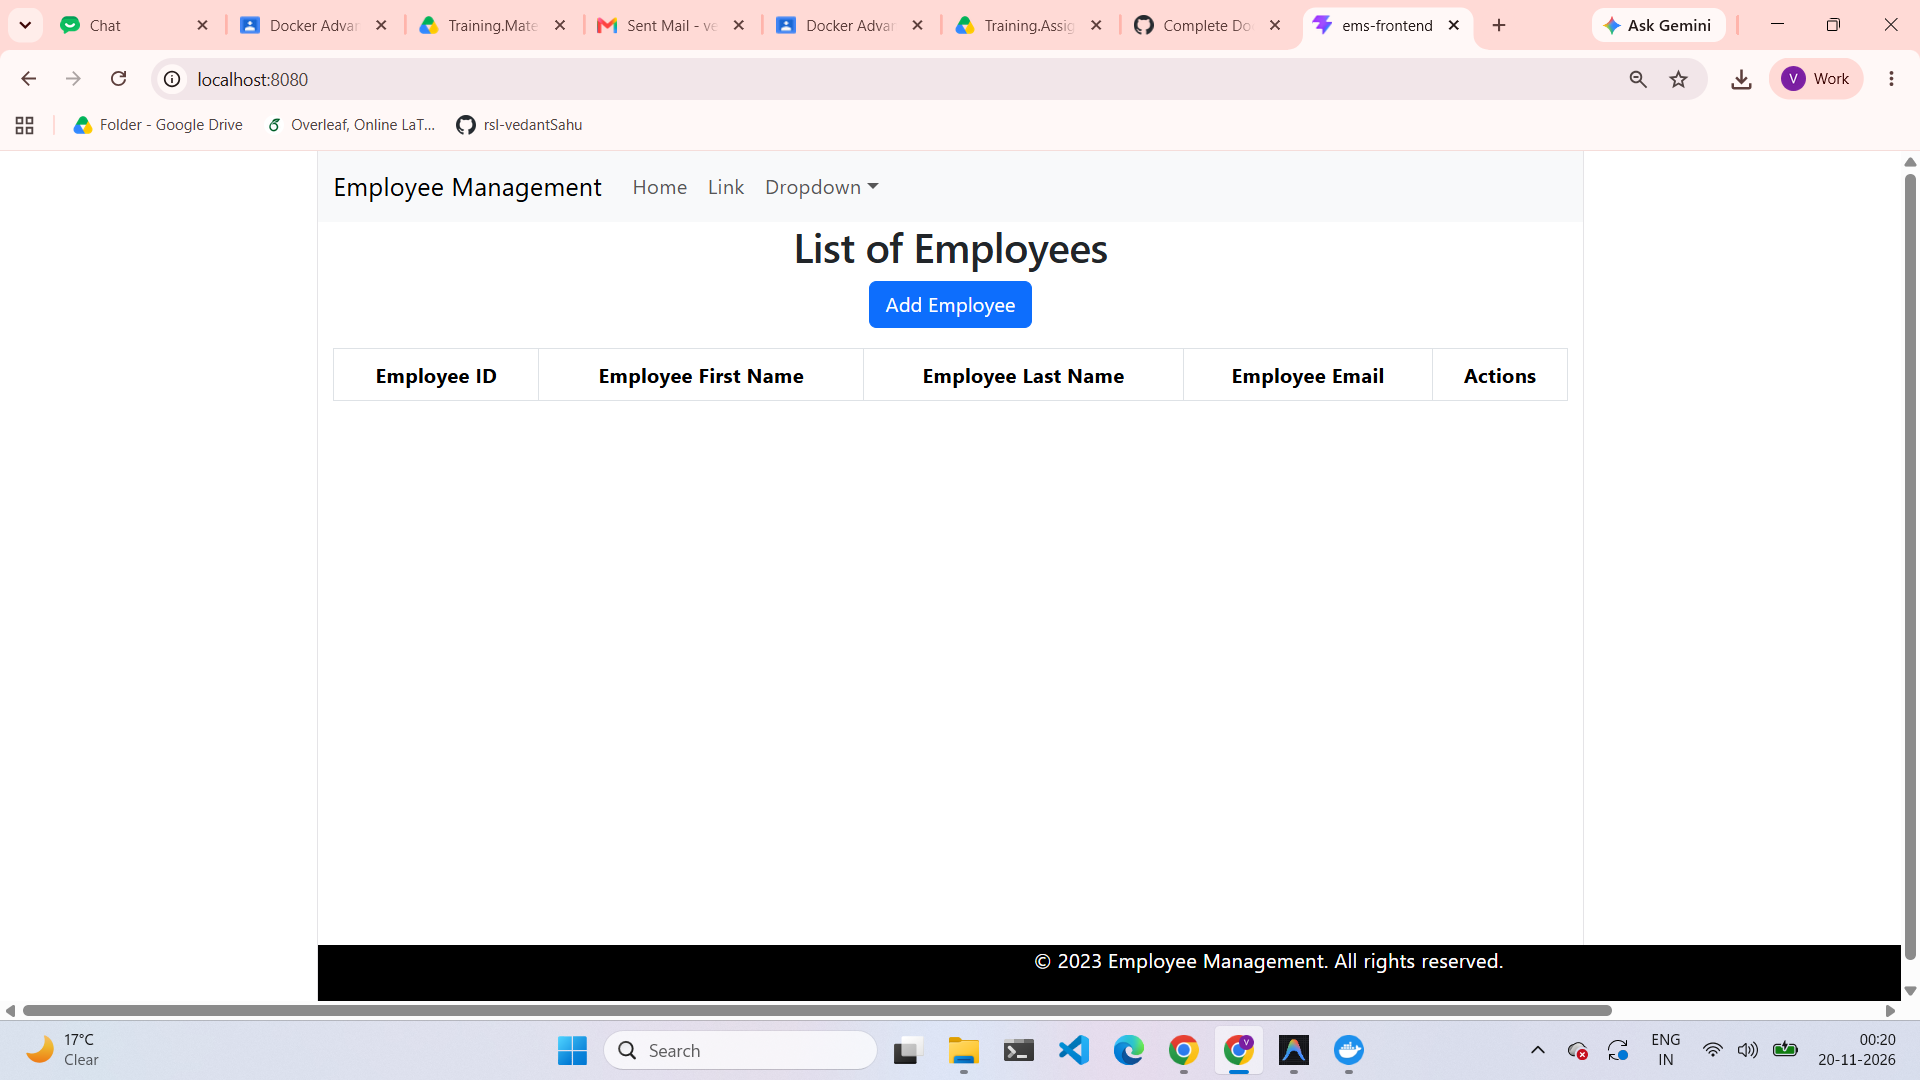 Chat
Docker Advan
Training.Mate
Sent Mail - ve
Docker Advan
Training.Assig
Complete Doc
ems-frontend
Ask Gemini
localhost:8080
V
Work
Folder - Google Drive
Overleaf, Online LaT...
rsl-vedantSahu
Employee Management
Home
Link
Dropdown
List of Employees
Add Employee
Employee ID
Employee First Name
Employee Last Name
Employee Email
Actions
© 2023 Employee Management. All rights reserved.
17°C
Clear
Search
V
ENG
IN
00:20
20-11-2026